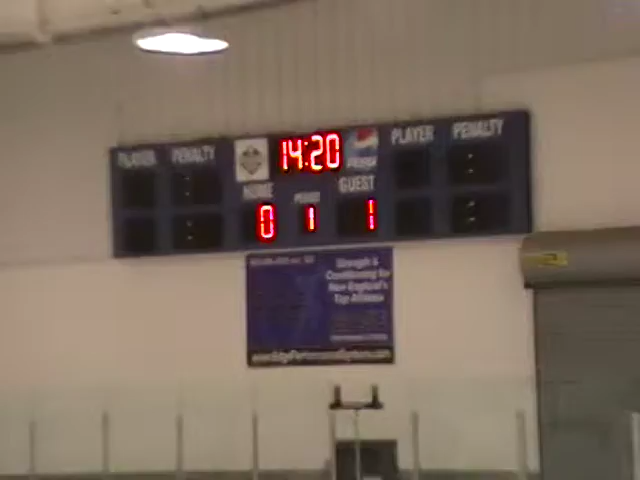 PLAYER PENALTY 14:20 PEPSI PLAYER PENALTY
HOME PERIOD GUEST
0 1 1
Strength &
Conditioning for
New England's
Top Athletes